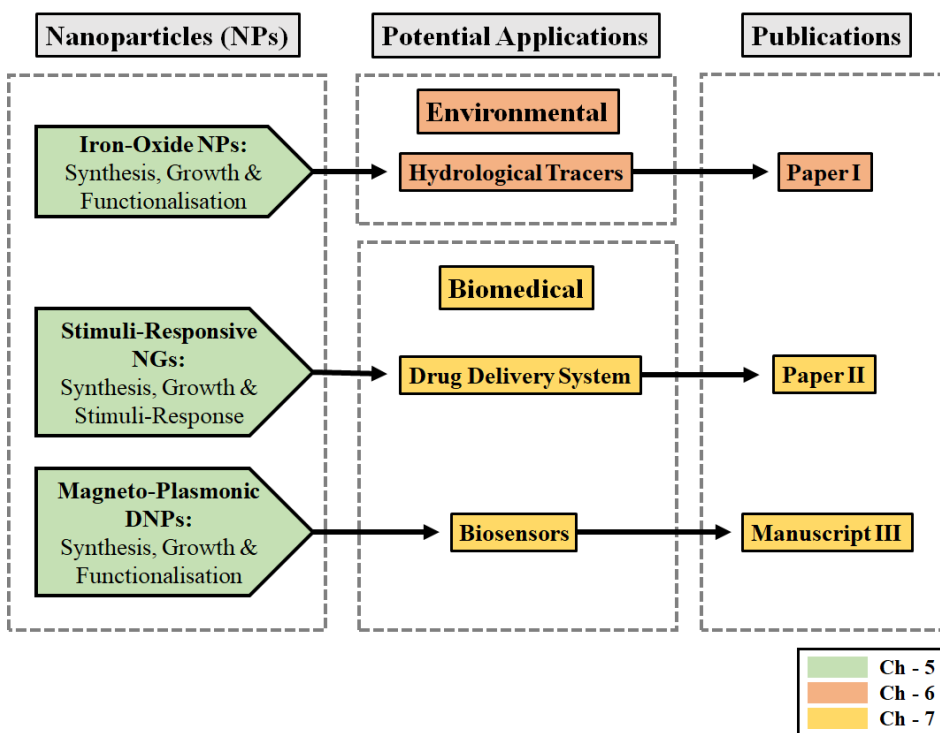 Nanoparticles (NPs)
Potential Applications
Publications
Iron-Oxide NPs:
Synthesis, Growth &
Functionalisation
Environmental
Hydrological Tracers
Paper I
Stimuli-Responsive
NGs:
Synthesis, Growth &
Stimuli-Response
Biomedical
Drug Delivery System
Paper II
Magneto-Plasmonic
DNPs:
Synthesis, Growth &
Functionalisation
Biosensors
Manuscript III
Ch - 5
Ch - 6
Ch - 7